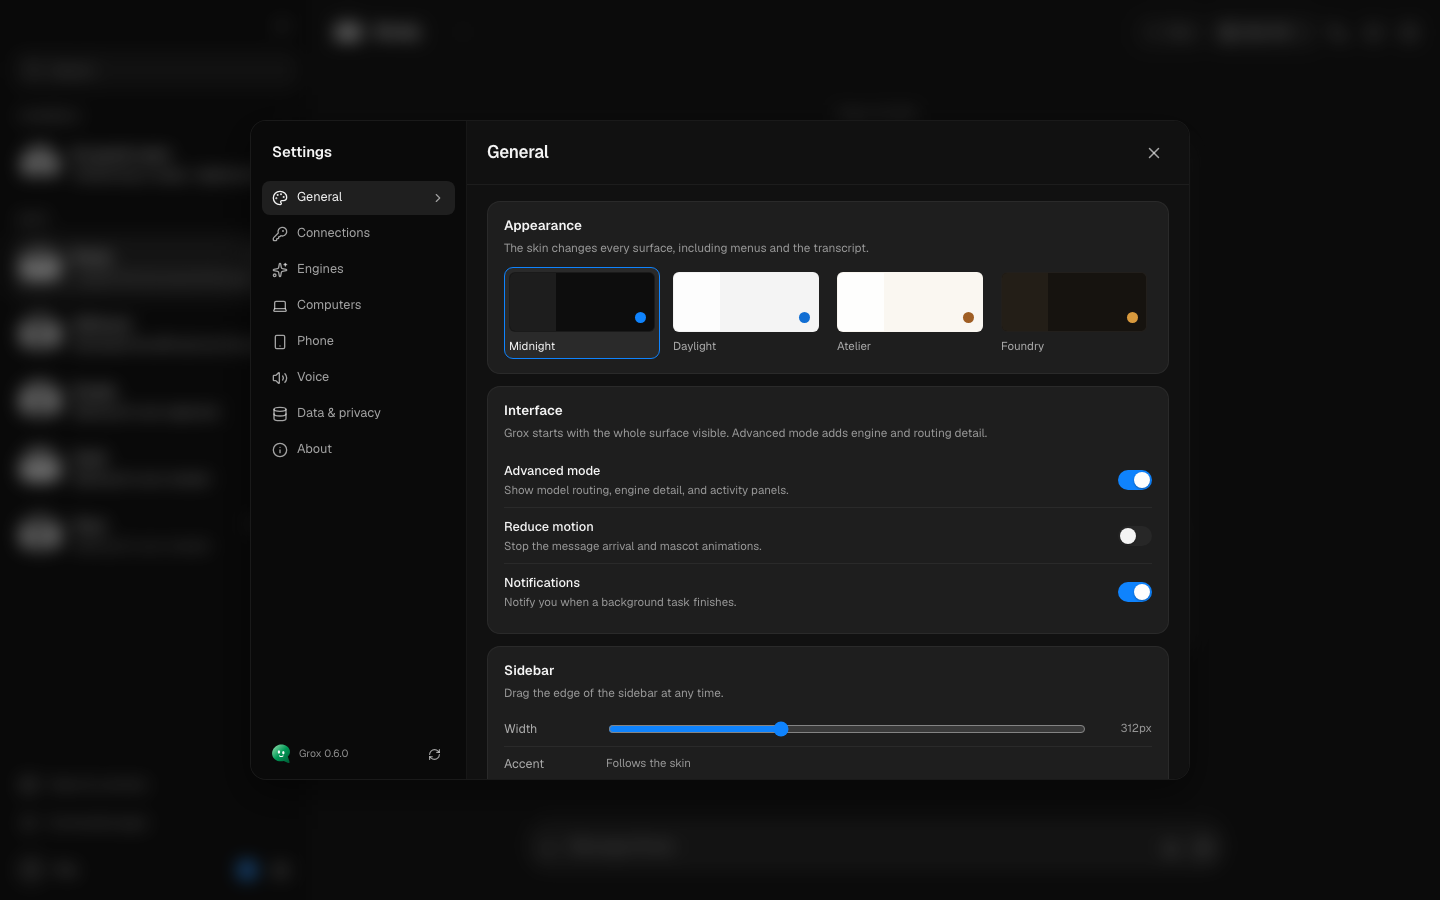 Settings
General
Connections
Engines
Computers
Phone
Voice
Data & privacy
About
Grox 0.6.0
General
Appearance
The skin changes every surface, including menus and the transcript.
Midnight
Daylight
Atelier
Foundry
Interface
Grox starts with the whole surface visible. Advanced mode adds engine and routing detail.
Advanced mode
Show model routing, engine detail, and activity panels.
Reduce motion
Stop the message arrival and mascot animations.
Notifications
Notify you when a background task finishes.
Sidebar
Drag the edge of the sidebar at any time.
Width 312px
Accent Follows the skin